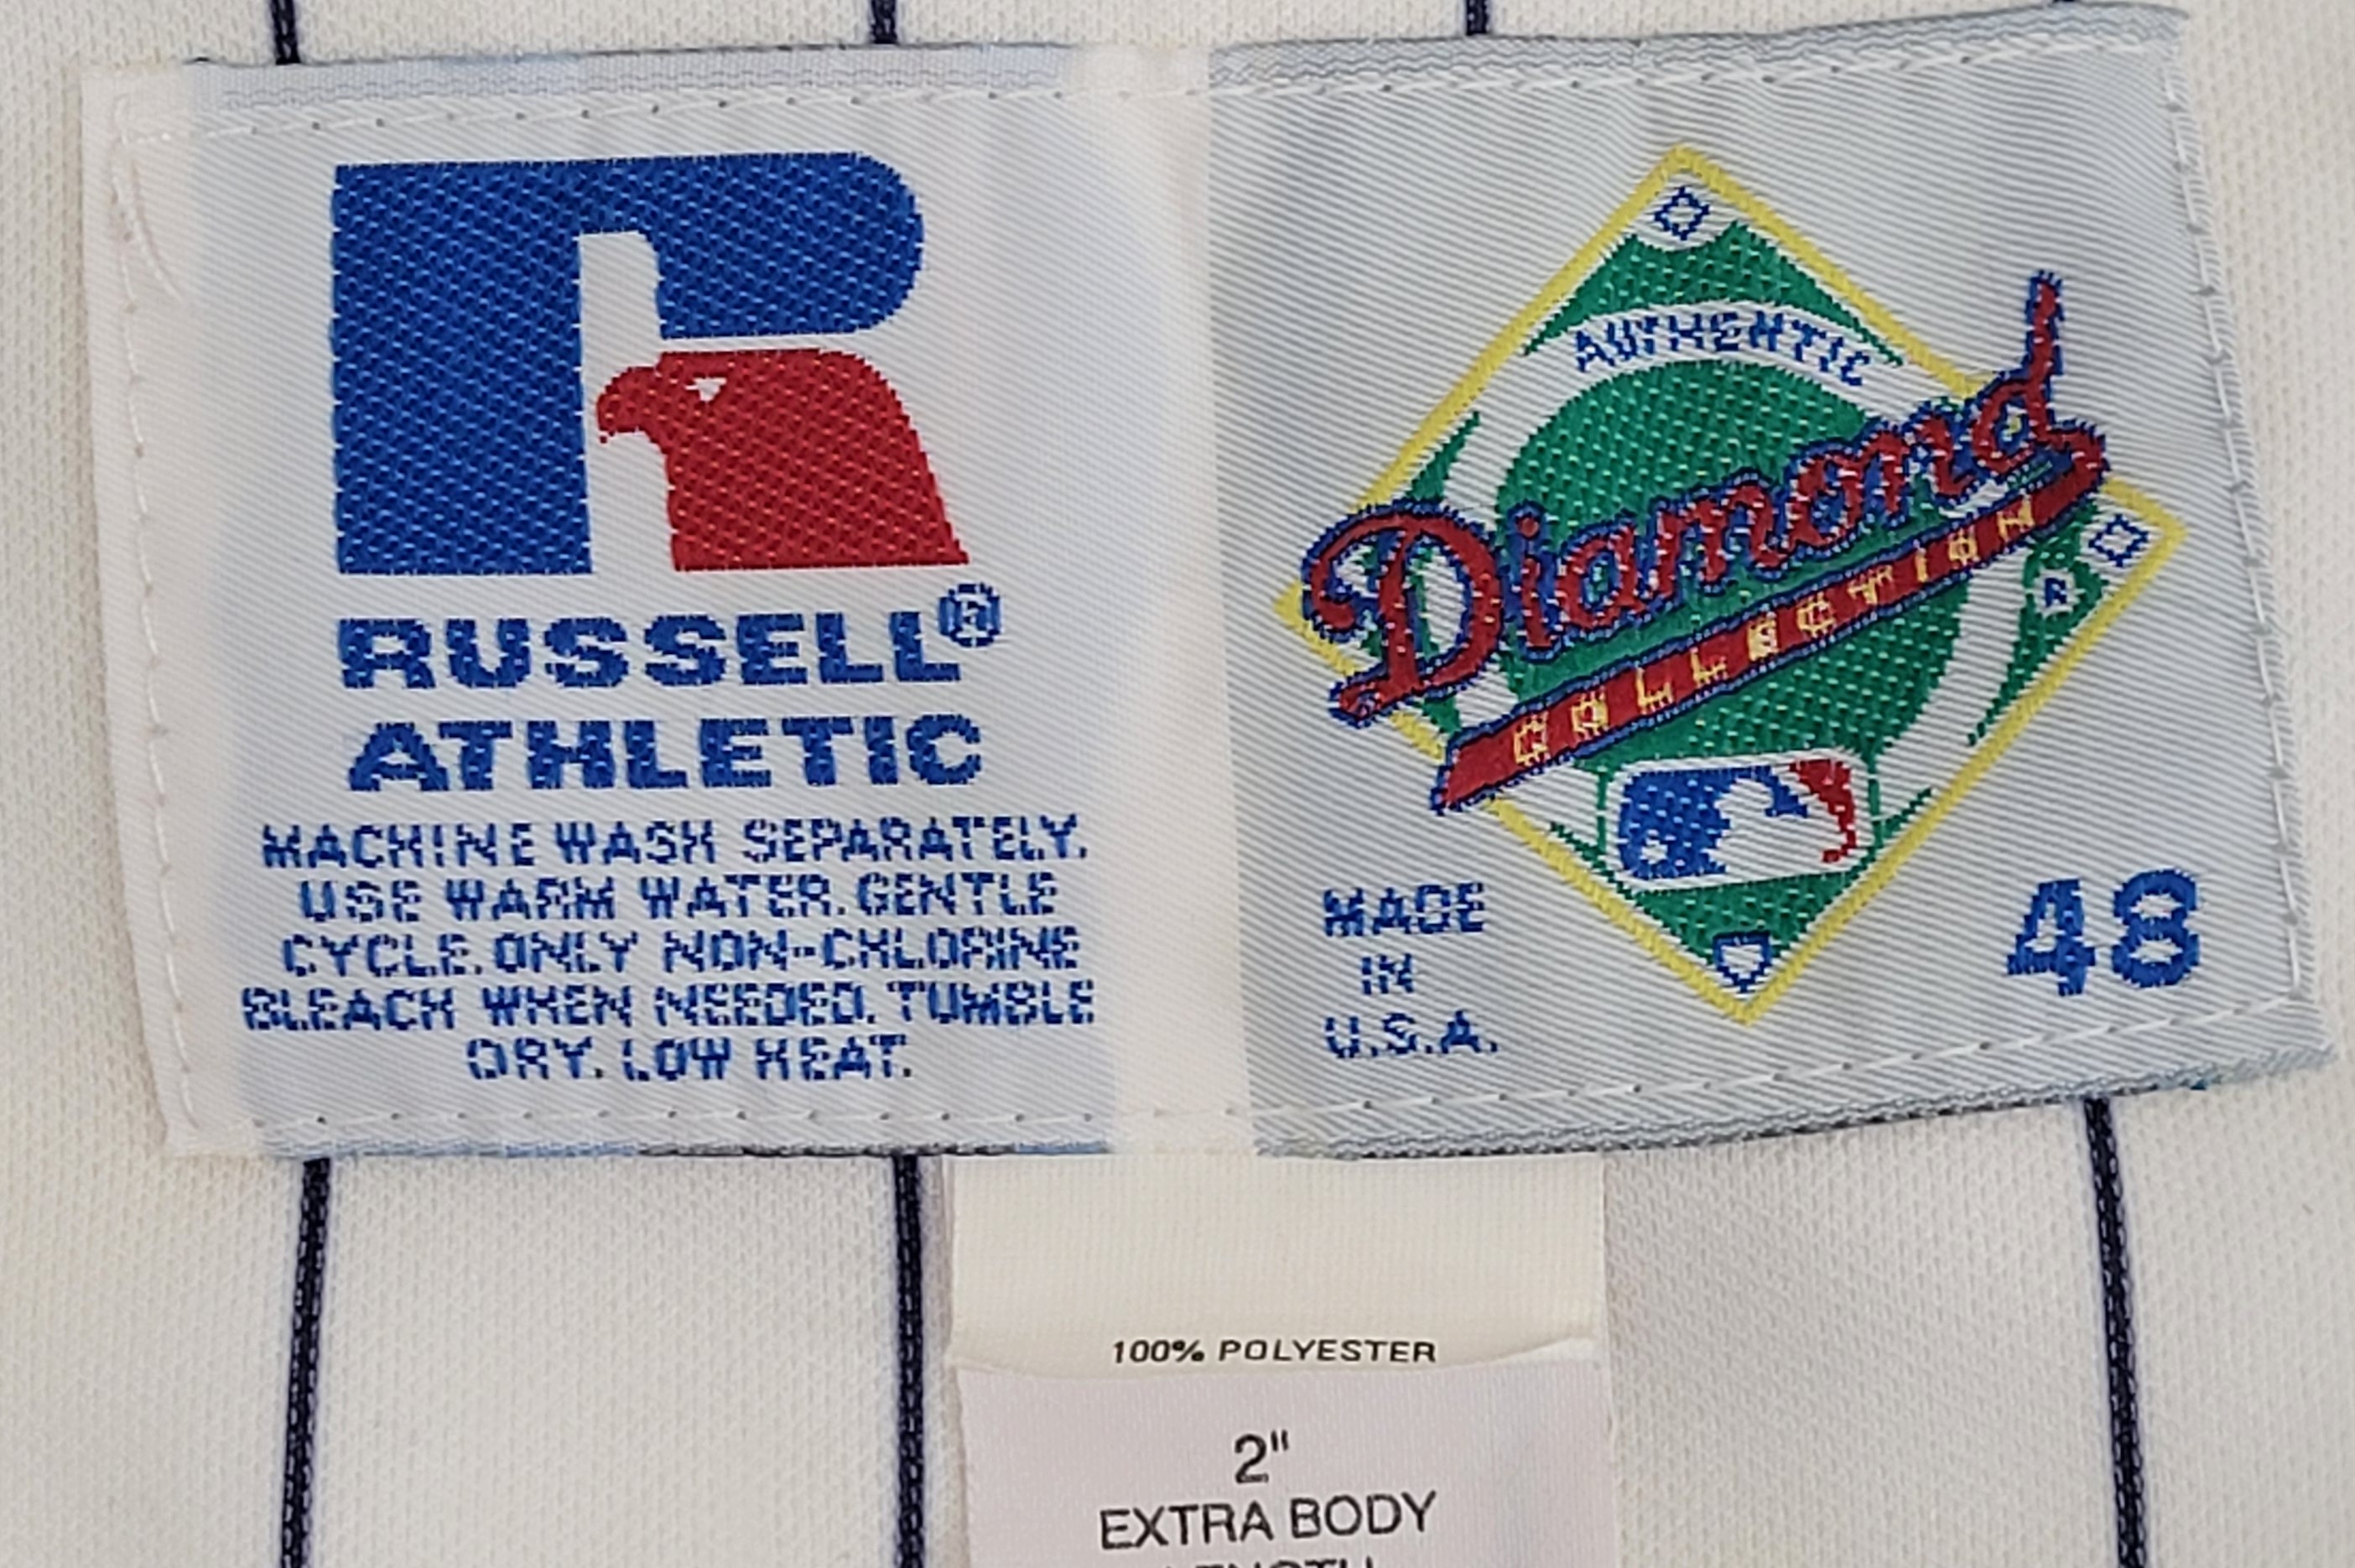 RUSSELL®
ATHLETIC
MACHINE WASH SEPARATELY.
USE WARM WATER. GENTLE
CYCLE. ONLY NON-CHLORINE
BLEACH WHEN NEEDED. TUMBLE
DRY. LOW HEAT.
AUTHENTIC
Diamond
COLLECTION
R
MADE
IN
U.S.A.
48
100% POLYESTER
2"
EXTRA BODY
LENGTH